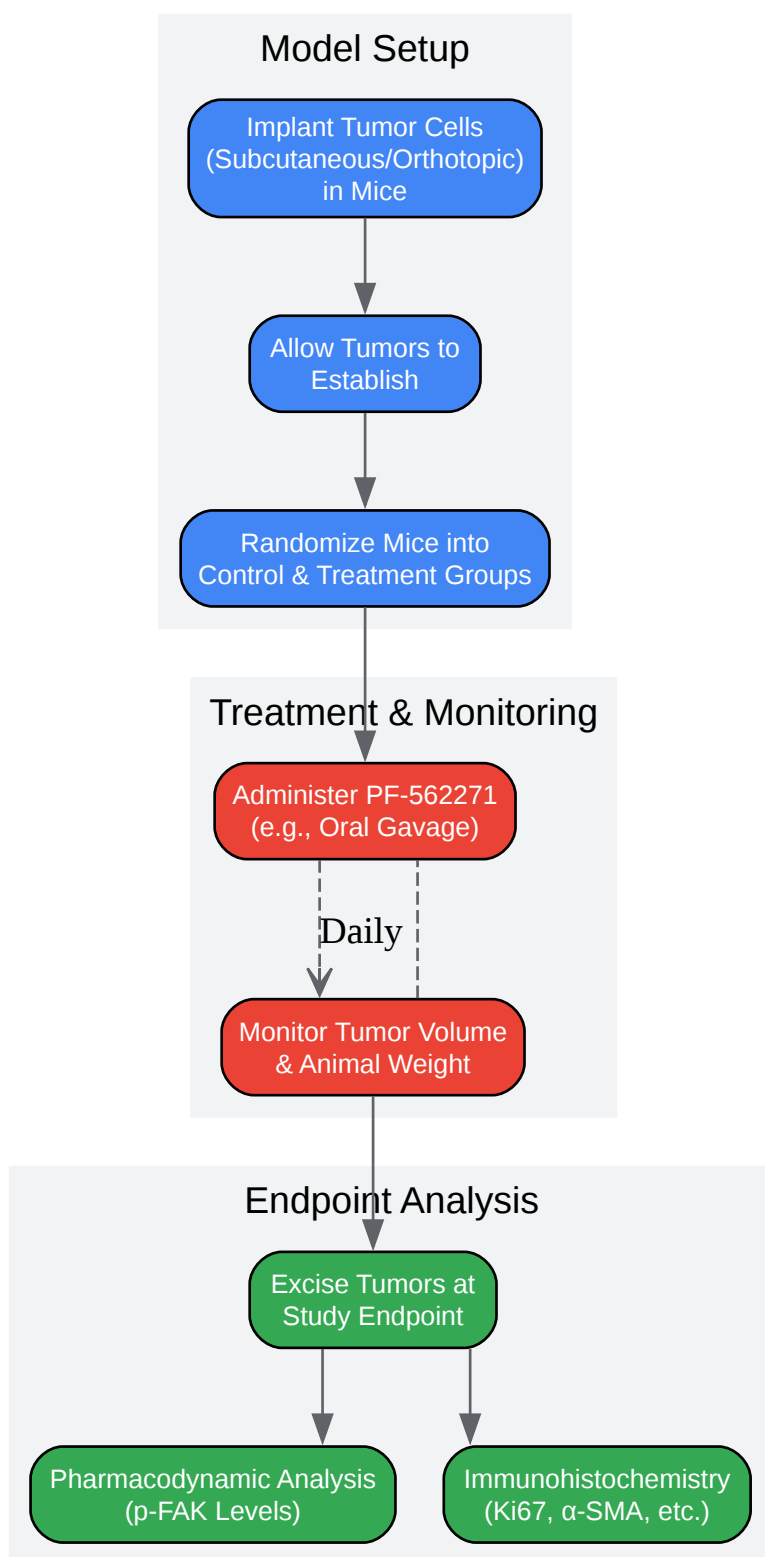 Model Setup
Implant Tumor Cells
(Subcutaneous/Orthotopic)
in Mice
Allow Tumors to
Establish
Randomize Mice into
Control & Treatment Groups
Treatment & Monitoring
Administer PF-562271
(e.g., Oral Gavage)
Daily
Monitor Tumor Volume
& Animal Weight
Endpoint Analysis
Excise Tumors at
Study Endpoint
Pharmacodynamic Analysis
(p-FAK Levels)
Immunohistochemistry
(Ki67, α-SMA, etc.)